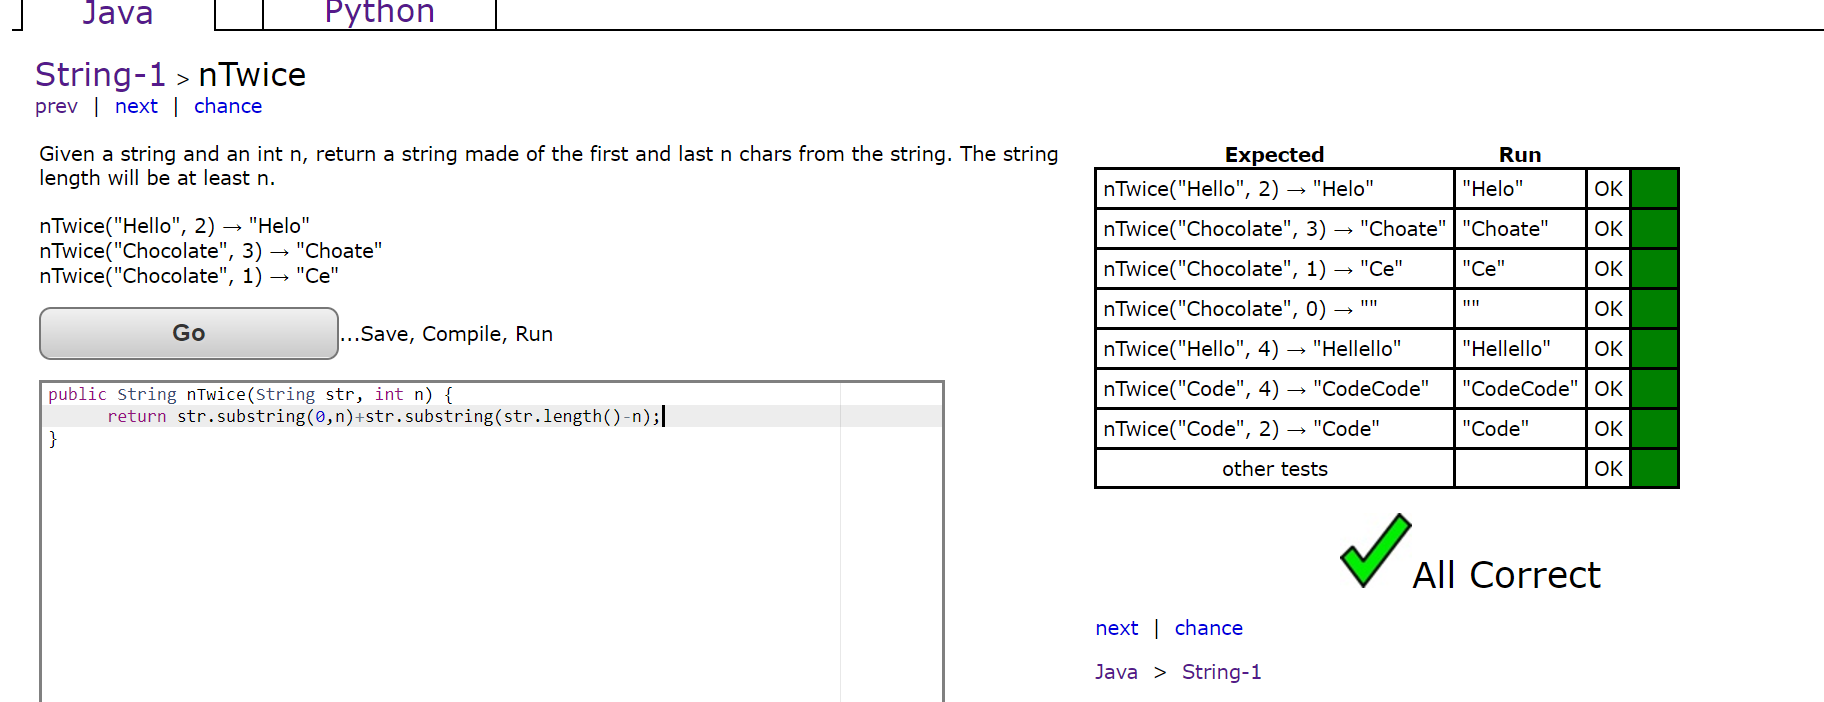 Java Python
String-1 > nTwice
prev | next | chance
Given a string and an int n, return a string made of the first and last n chars from the string. The string
length will be at least n.
nTwice("Hello", 2) → "Helo"
nTwice("Chocolate", 3) → "Choate"
nTwice("Chocolate", 1) → "Ce"
Go ...Save, Compile, Run
public String nTwice(String str, int n) {
return str.substring(0,n)+str.substring(str.length()-n);
}
Expected Run
nTwice("Hello", 2) → "Helo" "Helo" OK
nTwice("Chocolate", 3) → "Choate" "Choate" OK
nTwice("Chocolate", 1) → "Ce" "Ce" OK
nTwice("Chocolate", 0) → "" "" OK
nTwice("Hello", 4) → "Hellello" "Hellello" OK
nTwice("Code", 4) → "CodeCode" "CodeCode" OK
nTwice("Code", 2) → "Code" "Code" OK
other tests OK
All Correct
next | chance
Java > String-1